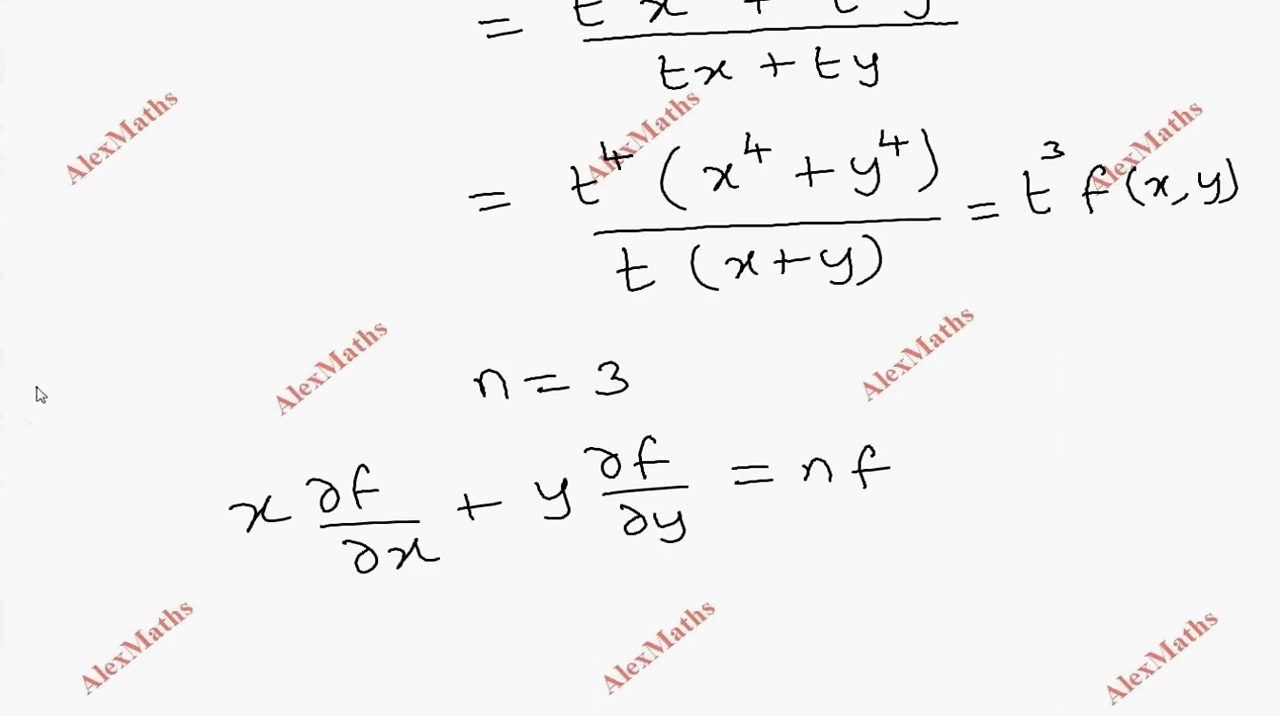 = t x + t y
tx + ty
AlexMaths AlexMaths AlexMaths
= t⁴ (x⁴ + y⁴) = t³ f(x,y)
t (x+y)
AlexMaths AlexMaths
n = 3
x ∂f + y ∂f = nf
∂x ∂y
AlexMaths AlexMaths AlexMaths